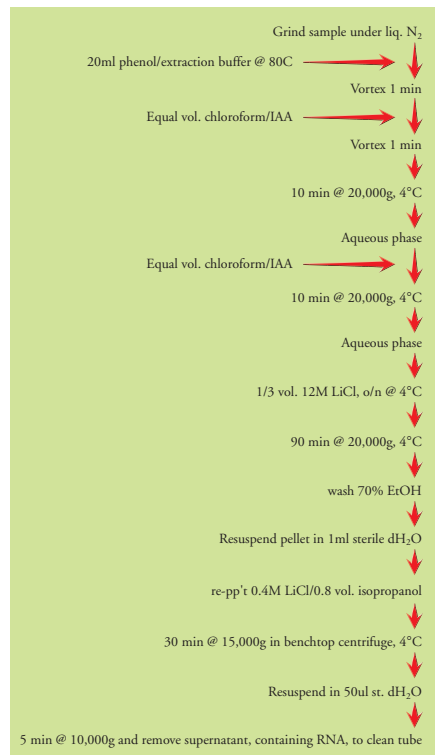 Grind sample under liq. N₂
20ml phenol/extraction buffer @ 80C
Vortex 1 min
Equal vol. chloroform/IAA
Vortex 1 min
10 min @ 20,000g, 4°C
Aqueous phase
Equal vol. chloroform/IAA
10 min @ 20,000g, 4°C
Aqueous phase
1/3 vol. 12M LiCl, o/n @ 4°C
90 min @ 20,000g, 4°C
wash 70% EtOH
Resuspend pellet in 1ml sterile dH₂O
re-pp't 0.4M LiCl/0.8 vol. isopropanol
30 min @ 15,000g in benchtop centrifuge, 4°C
Resuspend in 50ul st. dH₂O
5 min @ 10,000g and remove supernatant, containing RNA, to clean tube